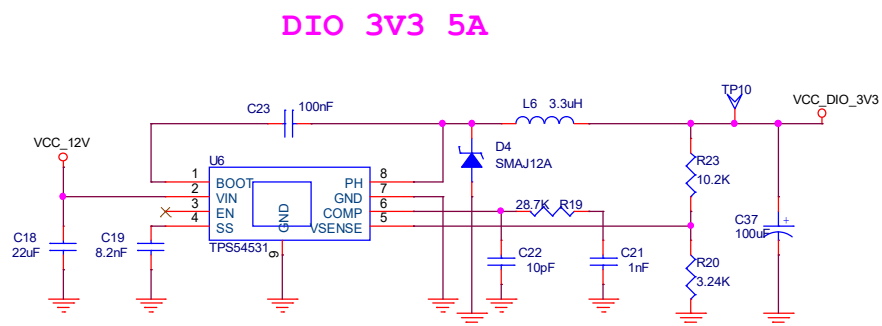 DIO 3V3 5A
C23
100nF
L6 3.3uH
TP10
VCC_DIO_3V3
VCC_12V
U6
D4
SMAJ12A
R23
10.2K
1
BOOT
PH
8
2
VIN
GND
7
3
EN
COMP
6
4
SS
VSENSE
5
GND
9
TPS54531
28.7K R19
C37
100uF
+
C18
22uF
C19
8.2nF
C22
10pF
C21
1nF
R20
3.24K